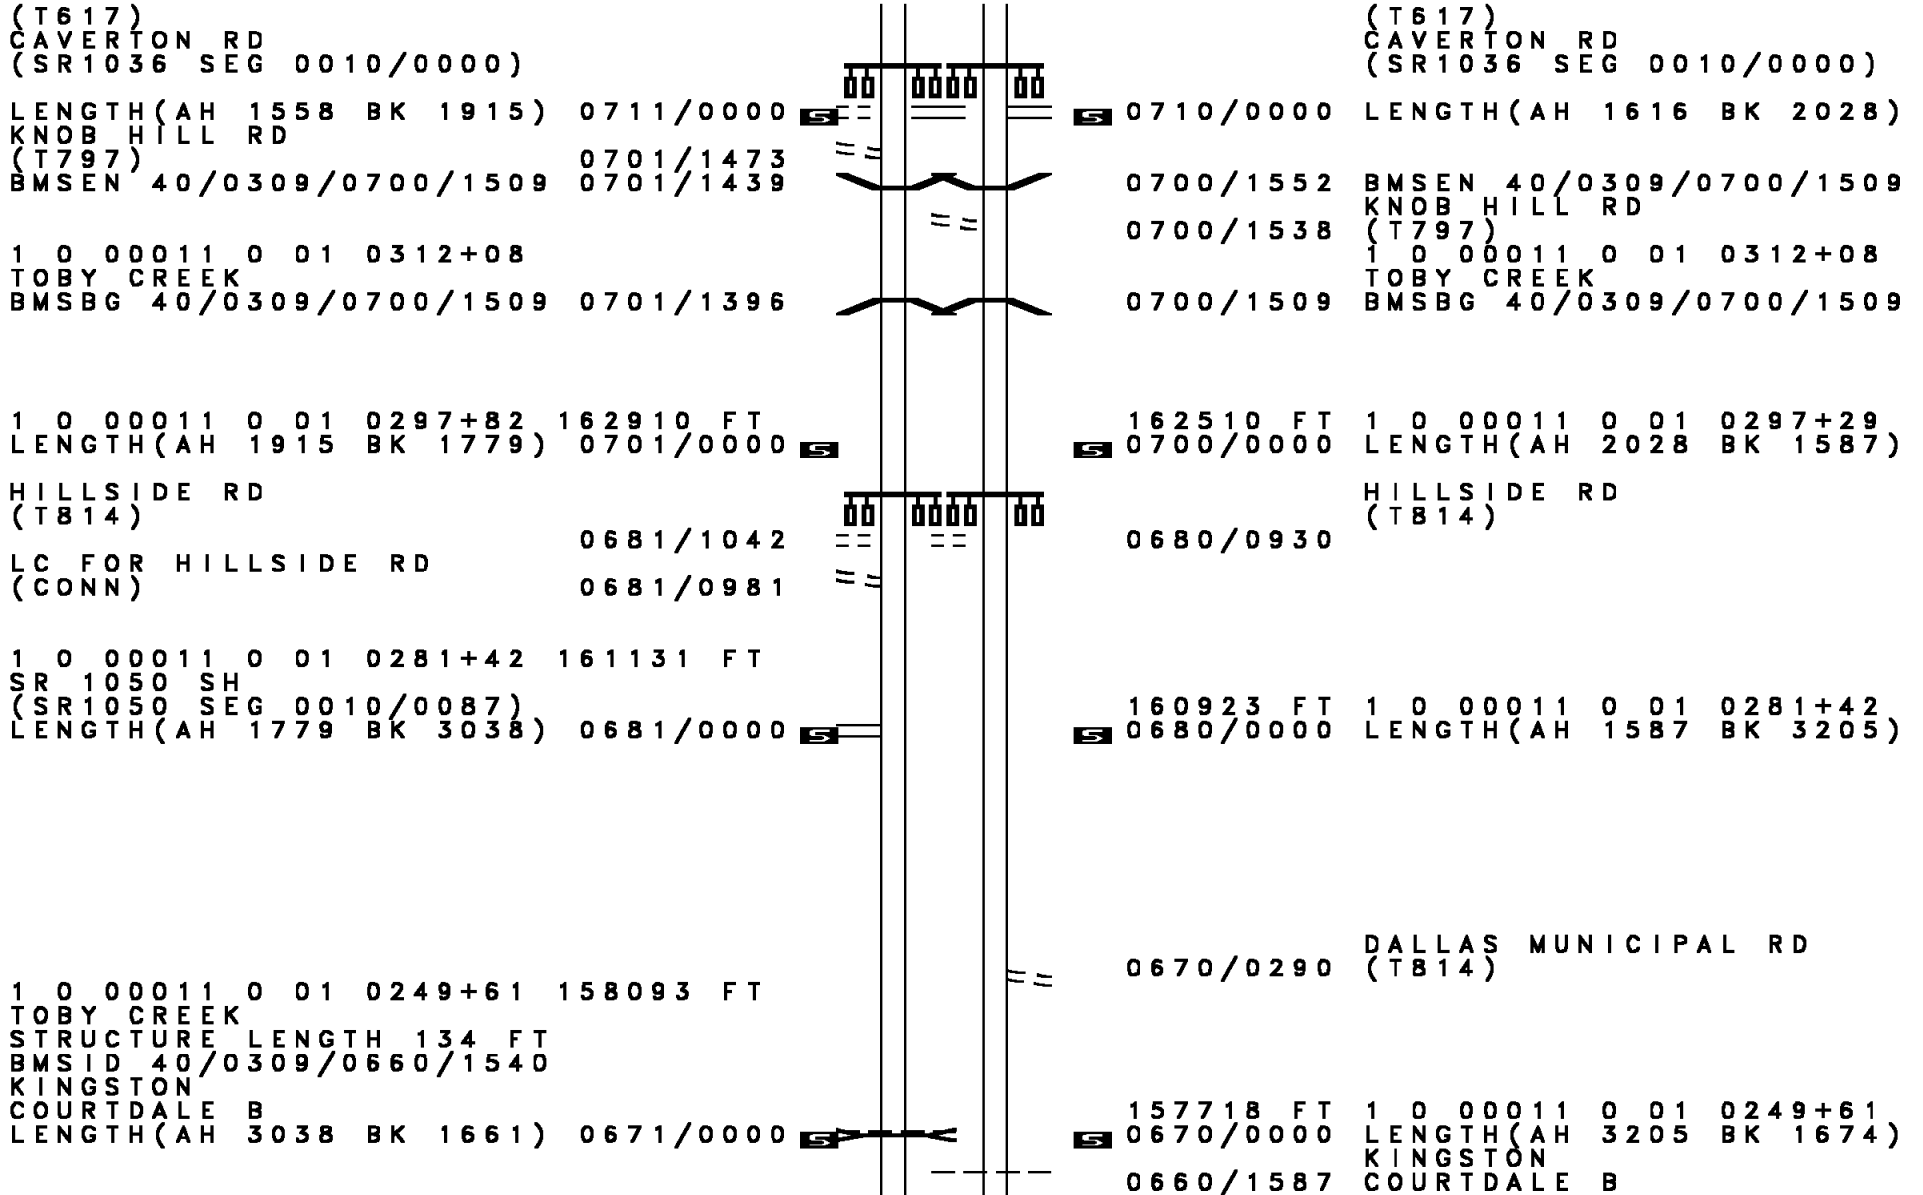 (T617)
CAVERTON RD
(SR1036 SEG 0010/0000)
LENGTH(AH 1558 BK 1915) 0711/0000 S
KNOB HILL RD
(T797) 0701/1473
BMSEN 40/0309/0700/1509 0701/1439
1 0 00011 0 01 0312+08
TOBY CREEK
BMSBG 40/0309/0700/1509 0701/1396
1 0 00011 0 01 0297+82 162910 FT
LENGTH(AH 1915 BK 1779) 0701/0000 S
HILLSIDE RD
(T814)
0681/1042
LC FOR HILLSIDE RD
(CONN) 0681/0981
1 0 00011 0 01 0281+42 161131 FT
SR 1050 SH
(SR1050 SEG 0010/0087)
LENGTH(AH 1779 BK 3038) 0681/0000 S
1 0 00011 0 01 0249+61 158093 FT
TOBY CREEK
STRUCTURE LENGTH 134 FT
BMSID 40/0309/0660/1540
KINGSTON
COURTDALE B
LENGTH(AH 3038 BK 1661) 0671/0000 S
(T617)
CAVERTON RD
(SR1036 SEG 0010/0000)
S 0710/0000 LENGTH(AH 1616 BK 2028)
0700/1552 BMSEN 40/0309/0700/1509
KNOB HILL RD
0700/1538 (T797)
1 0 00011 0 01 0312+08
TOBY CREEK
0700/1509 BMSBG 40/0309/0700/1509
162510 FT 1 0 00011 0 01 0297+29
S 0700/0000 LENGTH(AH 2028 BK 1587)
HILLSIDE RD
(T814)
0680/0930
160923 FT 1 0 00011 0 01 0281+42
S 0680/0000 LENGTH(AH 1587 BK 3205)
DALLAS MUNICIPAL RD
0670/0290 (T814)
157718 FT 1 0 00011 0 01 0249+61
S 0670/0000 LENGTH(AH 3205 BK 1674)
KINGSTON
0660/1587 COURTDALE B